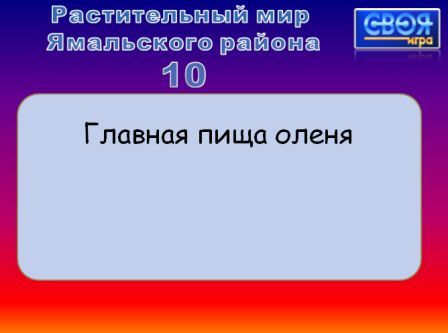 Растительный мир
Ямальского района
10
СВОЯ
игра
Главная пища оленя